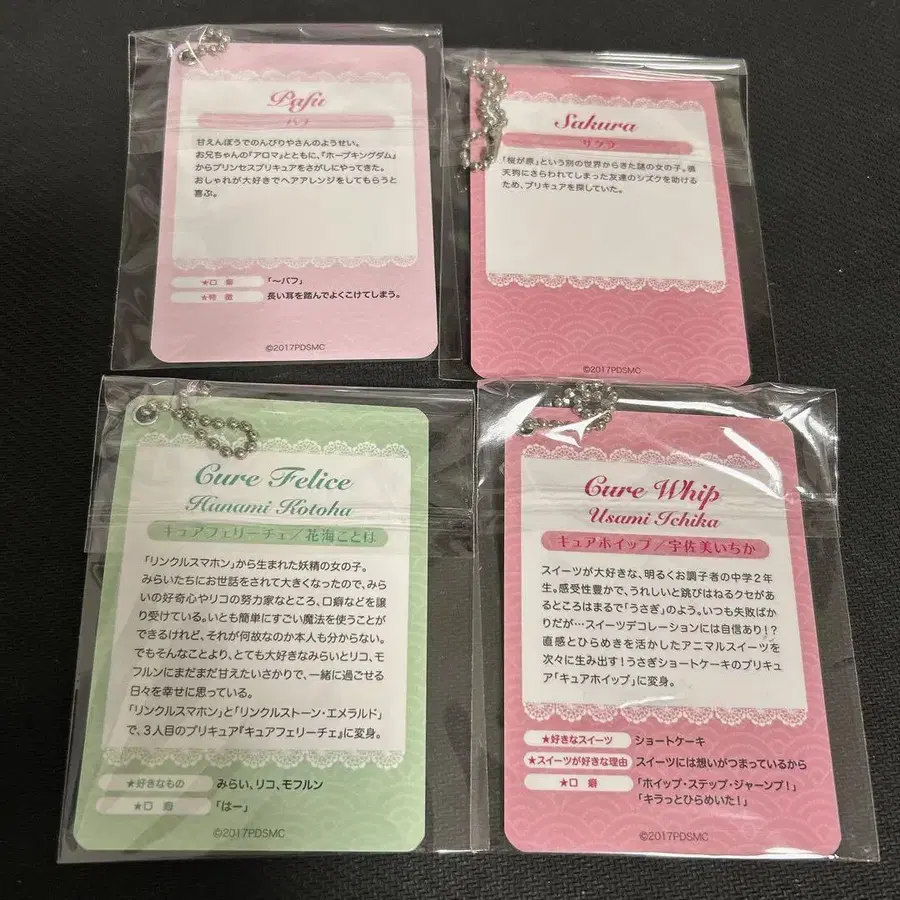 Pafu
パフ
甘えんぼうでのんびりやさんのようせい。
お兄ちゃんの「アロマ」とともに、「ホープキングダム」
からプリンセスプリキュアをさがしにやってきた。
おしゃれが大好きでヘアアレンジをしてもらうと
喜ぶ。
★口 癖 「～パフ」
★特 徴 長い耳を踏んでよくこけてしまう。
©2017PDSMC
Sakura
サクラ
「桜が原」という別の世界からきた謎の女の子。鴉
天狗にさらわれてしまった友達のシズクを助ける
ため、プリキュアを探していた。
©2017PDSMC
Cure Felice
Hanami Kotoha
キュアフェリーチェ／花海ことは
「リンクルスマホン」から生まれた妖精の女の子。
みらいたちにお世話をされて大きくなったので、みら
いの好奇心やリコの努力家なところ、口癖などを譲
り受けている。いとも簡単にすごい魔法を使うことが
できるけれど、それが何故なのか本人も分からない。
でもそんなことより、とても大好きなみらいとリコ、モ
フルンにまだまだ甘えたいさかりで、一緒に過ごせる
日々を幸せに思っている。
「リンクルスマホン」と「リンクルストーン・エメラルド」
で、3人目のプリキュア『キュアフェリーチェ』に変身。
★好きなもの みらい、リコ、モフルン
★口 癖 「はー」
©2017PDSMC
Cure Whip
Usami Ichika
キュアホイップ／宇佐美いちか
スイーツが大好きな、明るくお調子者の中学2年
生。感受性豊かで、うれしいと跳びはねるクセがあ
るところはまるで「うさぎ」のよう。いつも失敗ばか
りだが…スイーツデコレーションには自信あり!?
直感とひらめきを活かしたアニマルスイーツを
次々に生み出す!うさぎショートケーキのプリキュ
ア「キュアホイップ」に変身。
★好きなスイーツ ショートケーキ
★スイーツが好きな理由 スイーツには想いがつまっているから
★口 癖 「ホイップ・ステップ・ジャーンプ!」
「キラっとひらめいた!」
©2017PDSMC